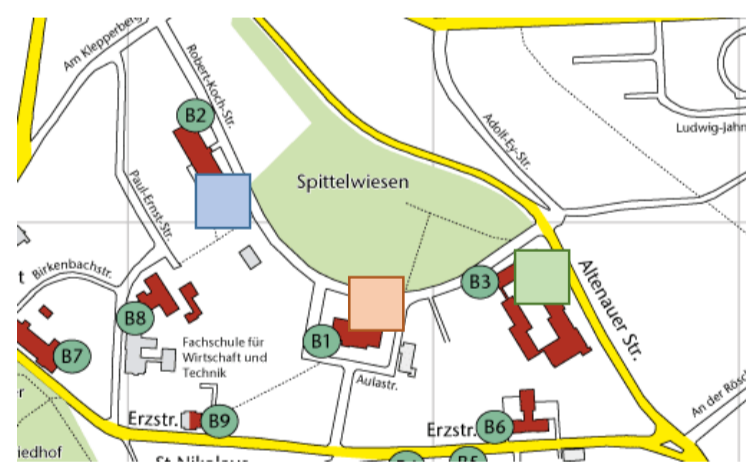 Am Klepperberg
Robert-Koch-Str.
B2
Adolf-Ey-Str.
Ludwig-Jahn
Spittelwiesen
Paul-Ernst-Str.
t
Birkenbachstr.
B3
Altenauer Str.
B8
B1
B7
Fachschule für
Wirtschaft und
Technik
Aulastr.
An der Rösch
r
Erzstr.
B9
Erzstr.
B6
iedhof
St-Nikolaus
B5